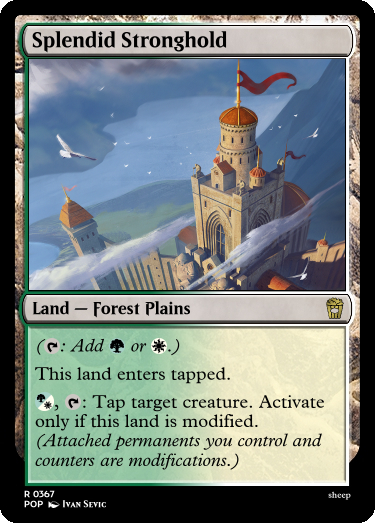 Splendid Stronghold
Land — Forest Plains
(: Add  or .)
This land enters tapped.
, : Tap target creature. Activate
only if this land is modified.
(Attached permanents you control and
counters are modifications.)
R 0367
POP Ivan Sevic
sheep